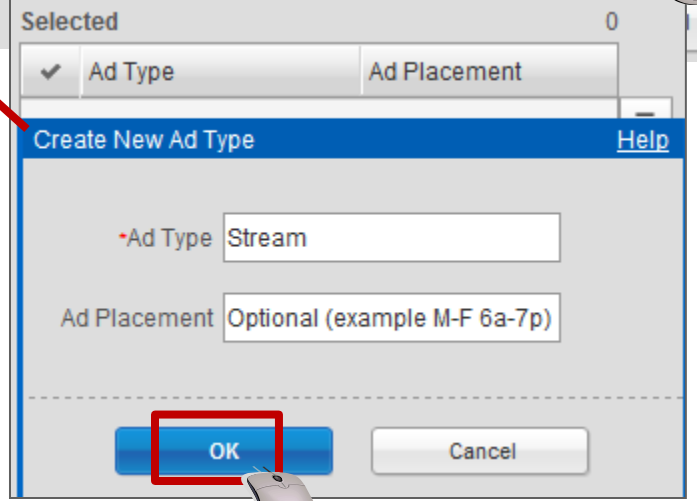 Selected 0
Ad Type Ad Placement
Create New Ad Type Help
*Ad Type Stream
Ad Placement Optional (example M-F 6a-7p)
OK Cancel